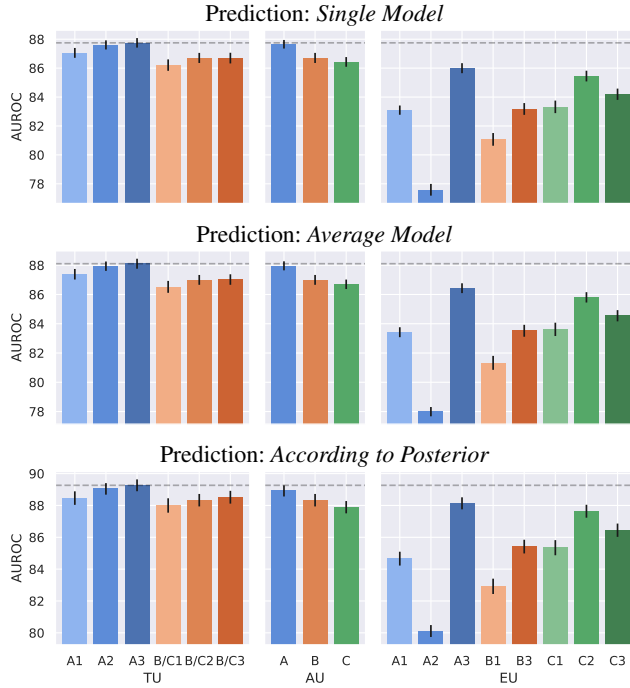 Prediction: Single Model
88
86
84
82
80
78
AUROC
Prediction: Average Model
88
86
84
82
80
78
AUROC
Prediction: According to Posterior
90
88
86
84
82
80
AUROC
A1 A2 A3 B/C1 B/C2 B/C3 A B C A1 A2 A3 B1 B3 C1 C2 C3
TU AU EU